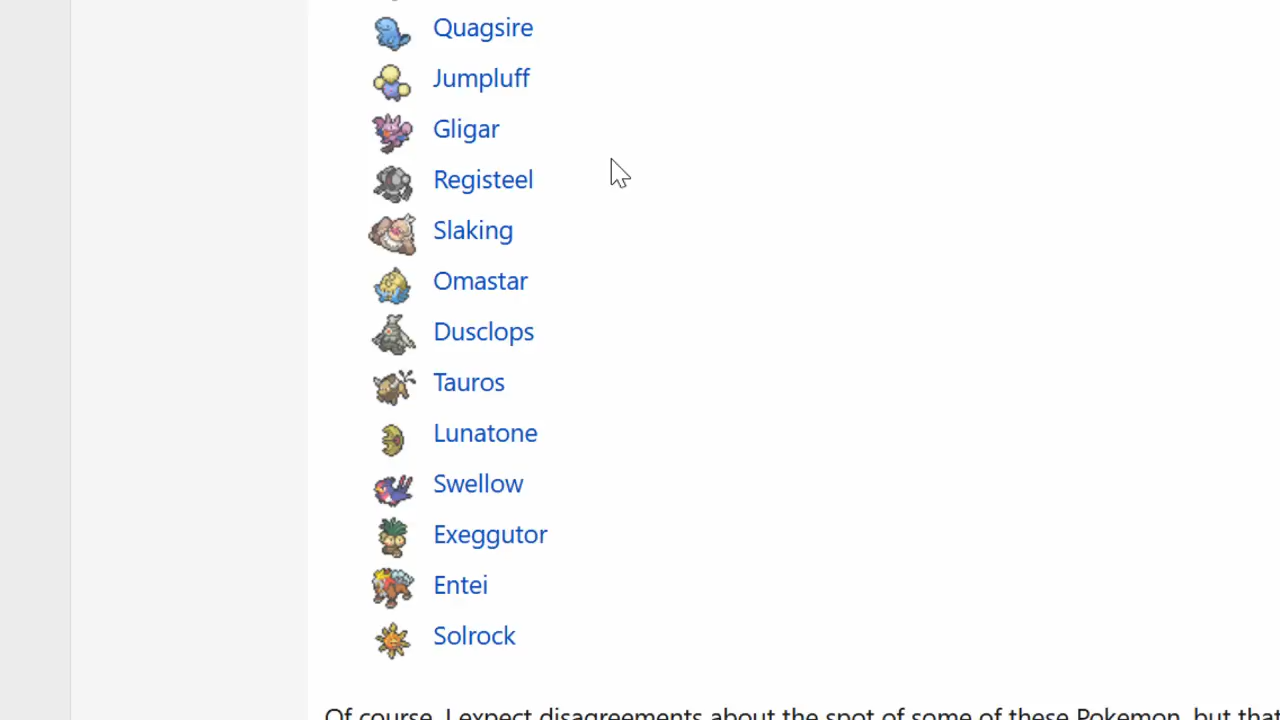 Quagsire
Jumpluff
Gligar
Registeel
Slaking
Omastar
Dusclops
Tauros
Lunatone
Swellow
Exeggutor
Entei
Solrock
Of course, I expect disagreements about the spot of some of these Pokemon, but that